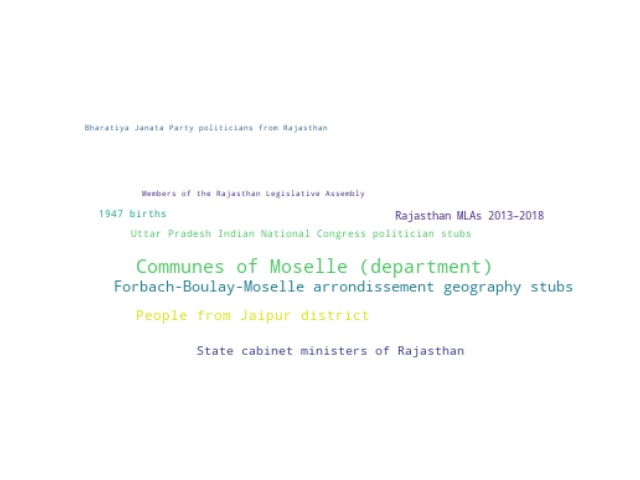 Bharatiya Janata Party politicians from Rajasthan
Members of the Rajasthan Legislative Assembly
1947 births
Rajasthan MLAs 2013–2018
Uttar Pradesh Indian National Congress politician stubs
Communes of Moselle (department)
Forbach-Boulay-Moselle arrondissement geography stubs
People from Jaipur district
State cabinet ministers of Rajasthan